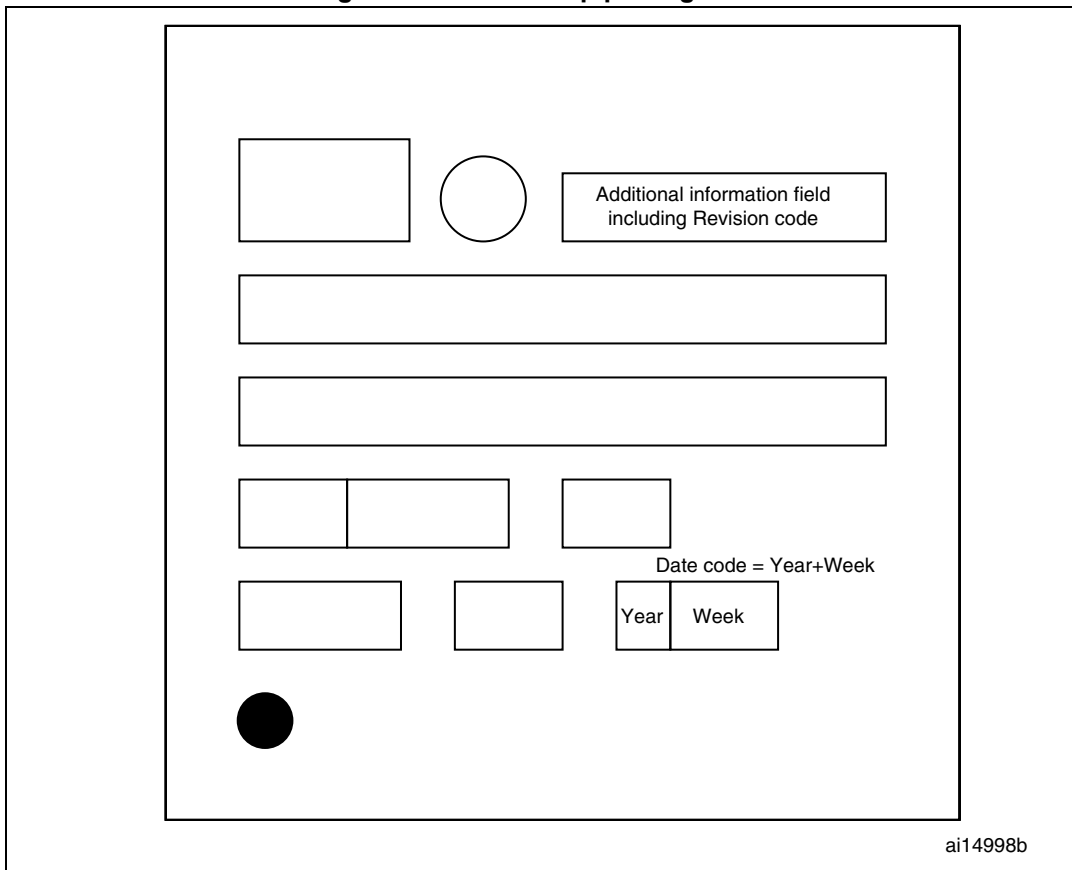 Additional information field
including Revision code
Date code = Year+Week
Year Week
ai14998b